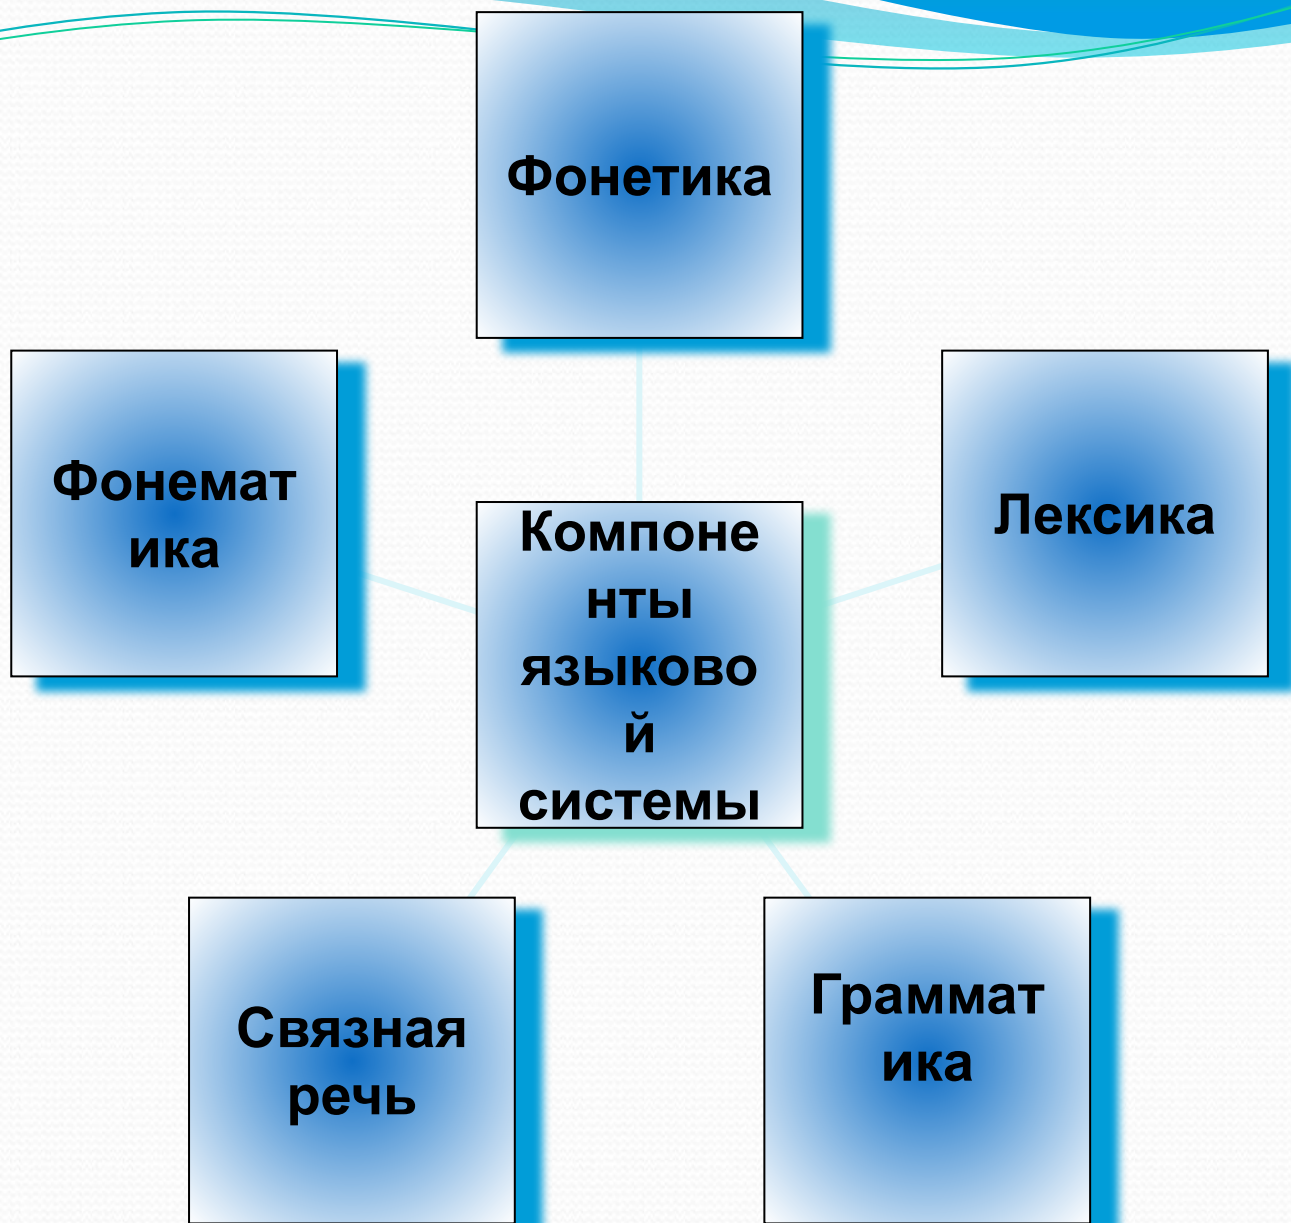 Фонетика
Фонемат
ика
Лексика
Компоне
нты
языково
й
системы
Связная
речь
Граммат
ика